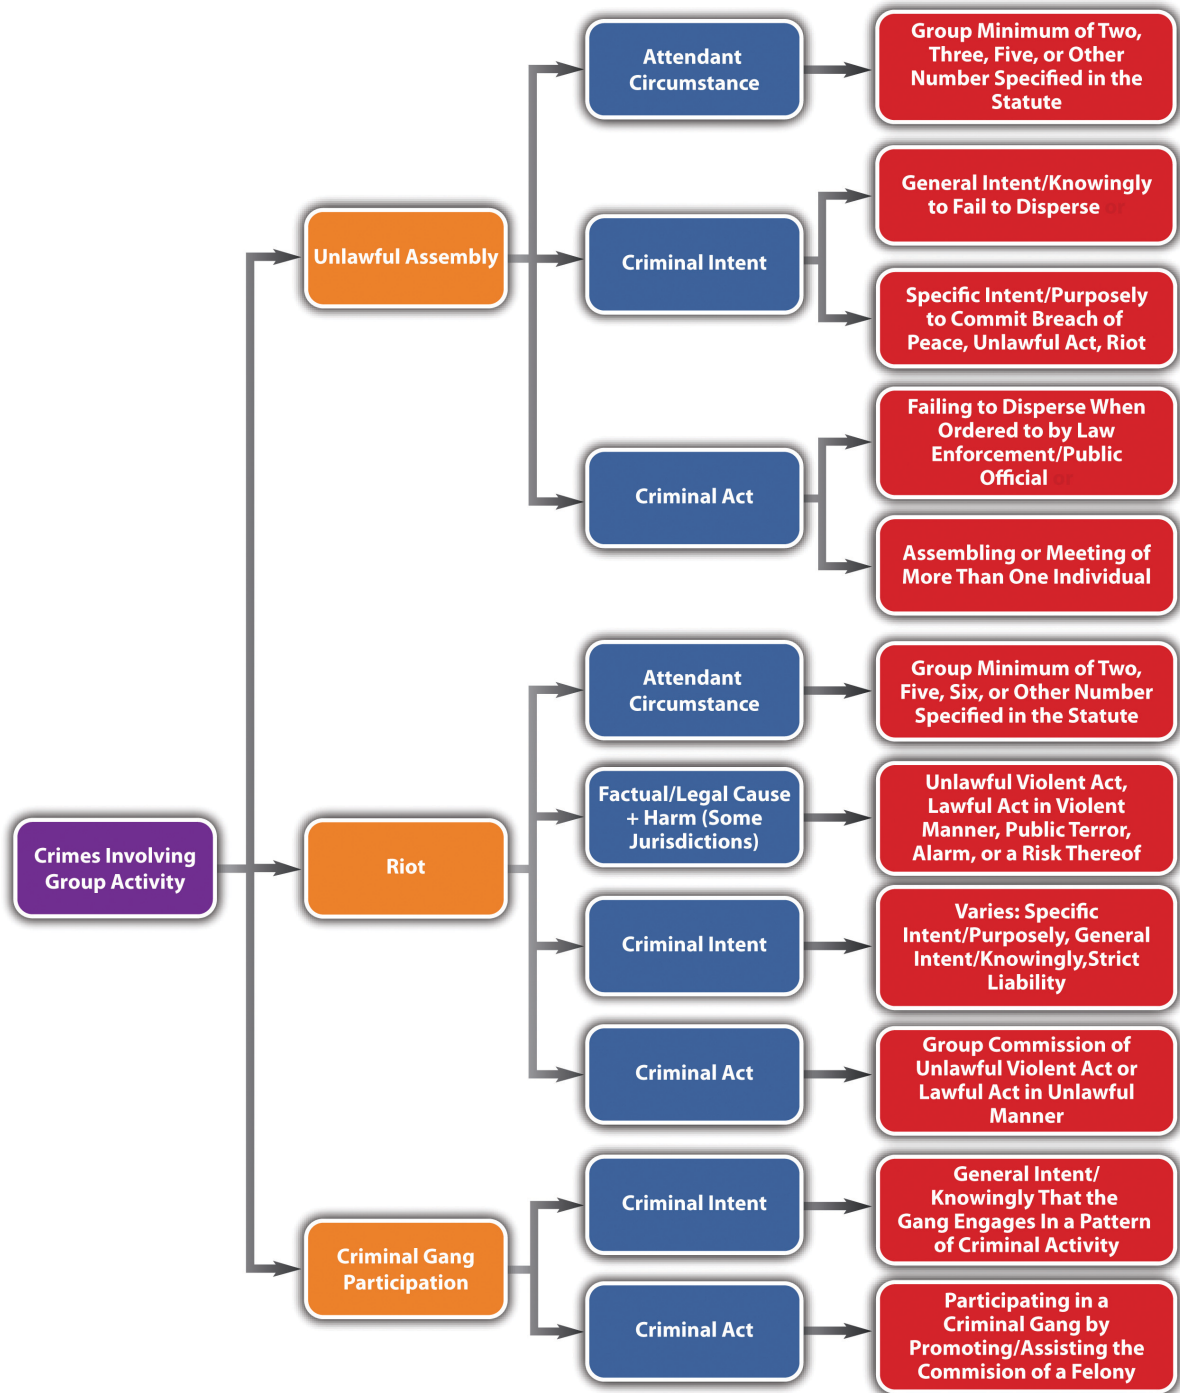 Attendant
Circumstance
Group Minimum of Two,
Three, Five, or Other
Number Specified in the
Statute
Unlawful Assembly
Criminal Intent
General Intent/Knowingly
to Fail to Disperse or
Specific Intent/Purposely
to Commit Breach of
Peace, Unlawful Act, Riot
Criminal Act
Failing to Disperse When
Ordered to by Law
Enforcement/Public
Official or
Assembling or Meeting of
More Than One Individual
Crimes Involving
Group Activity
Riot
Attendant
Circumstance
Group Minimum of Two,
Five, Six, or Other Number
Specified in the Statute
Factual/Legal Cause
+ Harm (Some
Jurisdictions)
Unlawful Violent Act,
Lawful Act in Violent
Manner, Public Terror,
Alarm, or a Risk Thereof
Criminal Intent
Varies: Specific
Intent/Purposely, General
Intent/Knowingly,Strict
Liability
Criminal Act
Group Commission of
Unlawful Violent Act or
Lawful Act in Unlawful
Manner
Criminal Gang
Participation
Criminal Intent
General Intent/
Knowingly That the
Gang Engages In a Pattern
of Criminal Activity
Criminal Act
Participating in a
Criminal Gang by
Promoting/Assisting the
Commision of a Felony